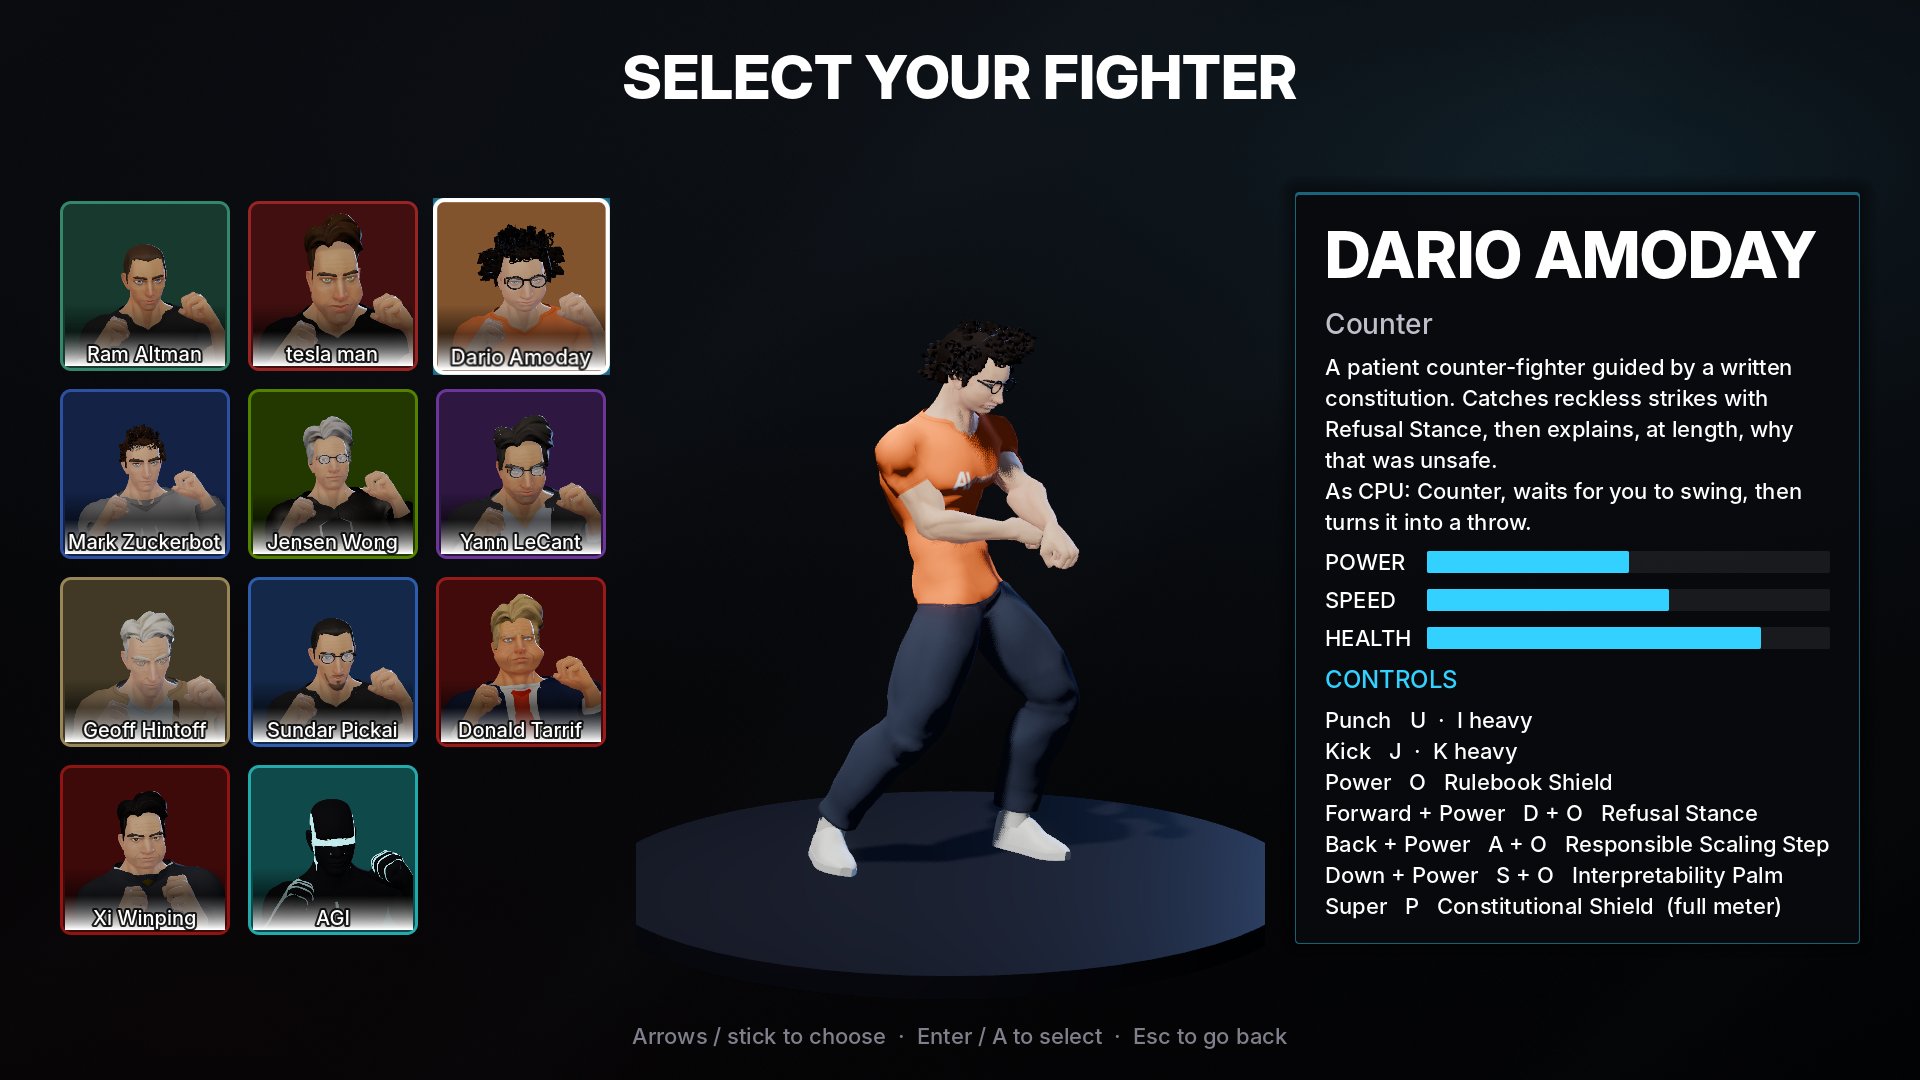 SELECT YOUR FIGHTER
Ram Altman
tesla man
Dario Amoday
Mark Zuckerbot
Jensen Wong
Yann LeCant
Geoff Hintoff
Sundar Pickai
Donald Tarrif
Xi Winping
AGI
AI
DARIO AMODAY
Counter
A patient counter-fighter guided by a written
constitution. Catches reckless strikes with
Refusal Stance, then explains, at length, why
that was unsafe.
As CPU: Counter, waits for you to swing, then
turns it into a throw.
POWER
SPEED
HEALTH
CONTROLS
Punch U · I heavy
Kick J · K heavy
Power O Rulebook Shield
Forward + Power D + O Refusal Stance
Back + Power A + O Responsible Scaling Step
Down + Power S + O Interpretability Palm
Super P Constitutional Shield (full meter)
Arrows / stick to choose · Enter / A to select · Esc to go back